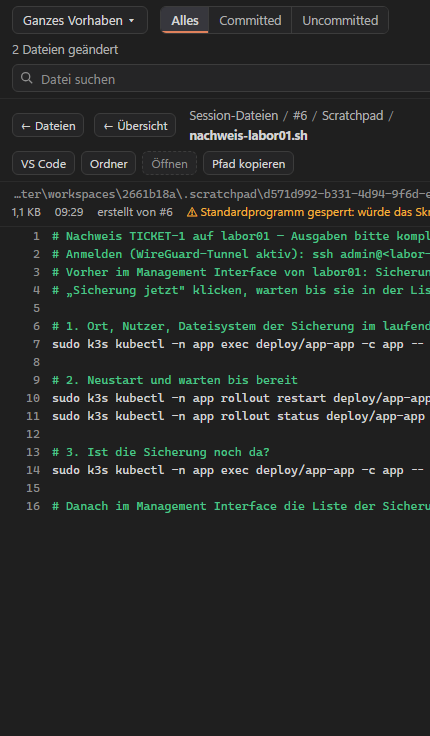 Ganzes Vorhaben
Alles Committed Uncommitted
2 Dateien geändert
Datei suchen
← Dateien ← Übersicht Session-Dateien / #6 / Scratchpad /
nachweis-labor01.sh
VS Code Ordner Öffnen Pfad kopieren
…ter\workspaces\2661b18a\.scratchpad\d571d992-b331-4d94-9f6d-e
1,1 KB 09:29 erstellt von #6 ⚠ Standardprogramm gesperrt: würde das Sk
1 # Nachweis TICKET-1 auf labor01 — Ausgaben bitte kompl
2 # Anmelden (WireGuard-Tunnel aktiv): ssh admin@<labor-
3 # Vorher im Management Interface von labor01: Sicherun
4 # „Sicherung jetzt" klicken, warten bis sie in der Lis
5
6 # 1. Ort, Nutzer, Dateisystem der Sicherung im laufend
7 sudo k3s kubectl -n app exec deploy/app-app -c app --
8
9 # 2. Neustart und warten bis bereit
10 sudo k3s kubectl -n app rollout restart deploy/app-app
11 sudo k3s kubectl -n app rollout status deploy/app-app
12
13 # 3. Ist die Sicherung noch da?
14 sudo k3s kubectl -n app exec deploy/app-app -c app --
15
16 # Danach im Management Interface die Liste der Sicheru